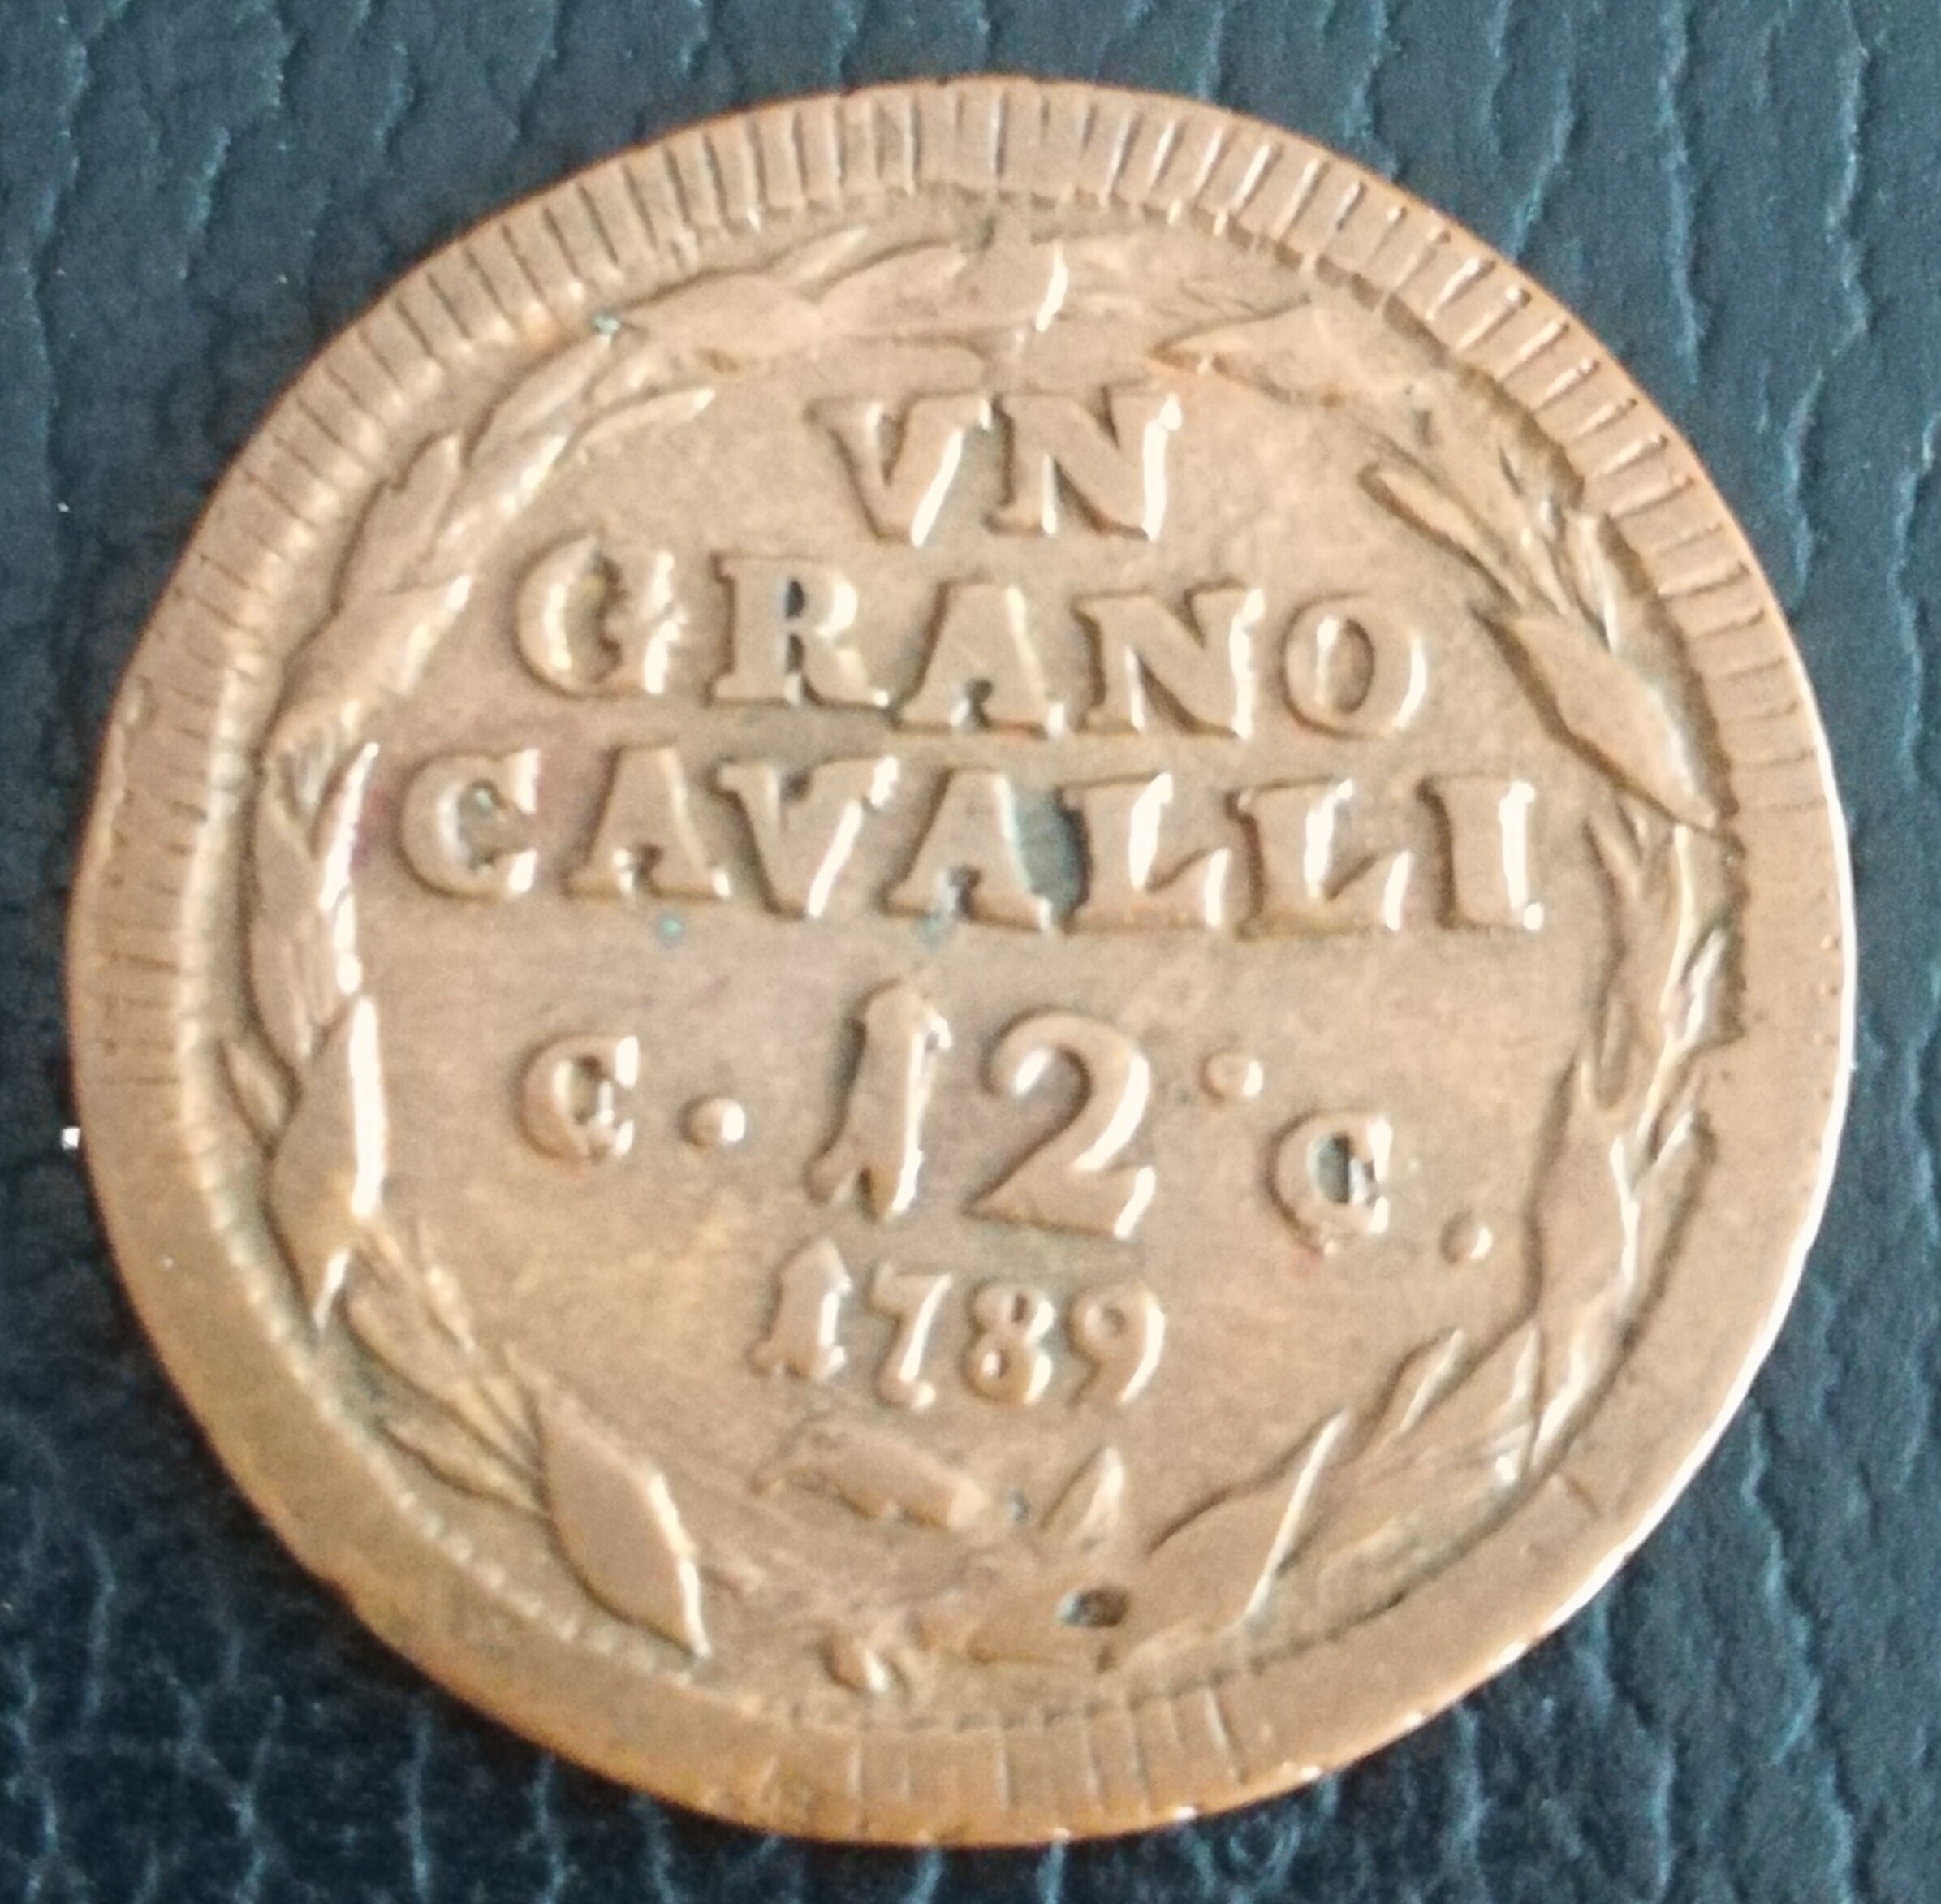 VN
GRANO
CAVALLI
C. 12. C.
1789